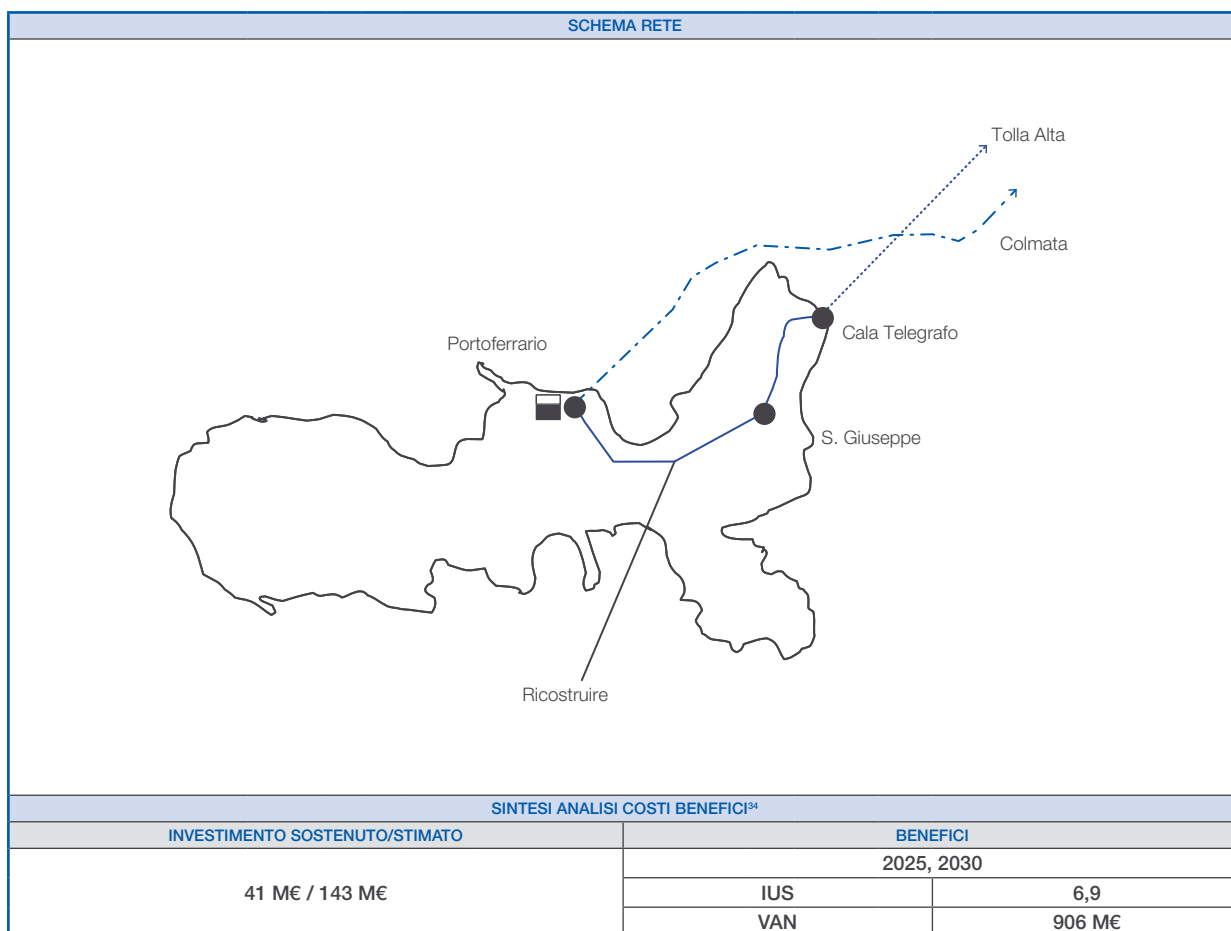 SCHEMA RETE
Tolla Alta
Colmata
Cala Telegrafo
Portoferrario
S. Giuseppe
Ricostruire
SINTESI ANALISI COSTI BENEFICI³⁴
INVESTIMENTO SOSTENUTO/STIMATO
BENEFICI
2025, 2030
41 M€ / 143 M€
IUS
6,9
VAN
906 M€